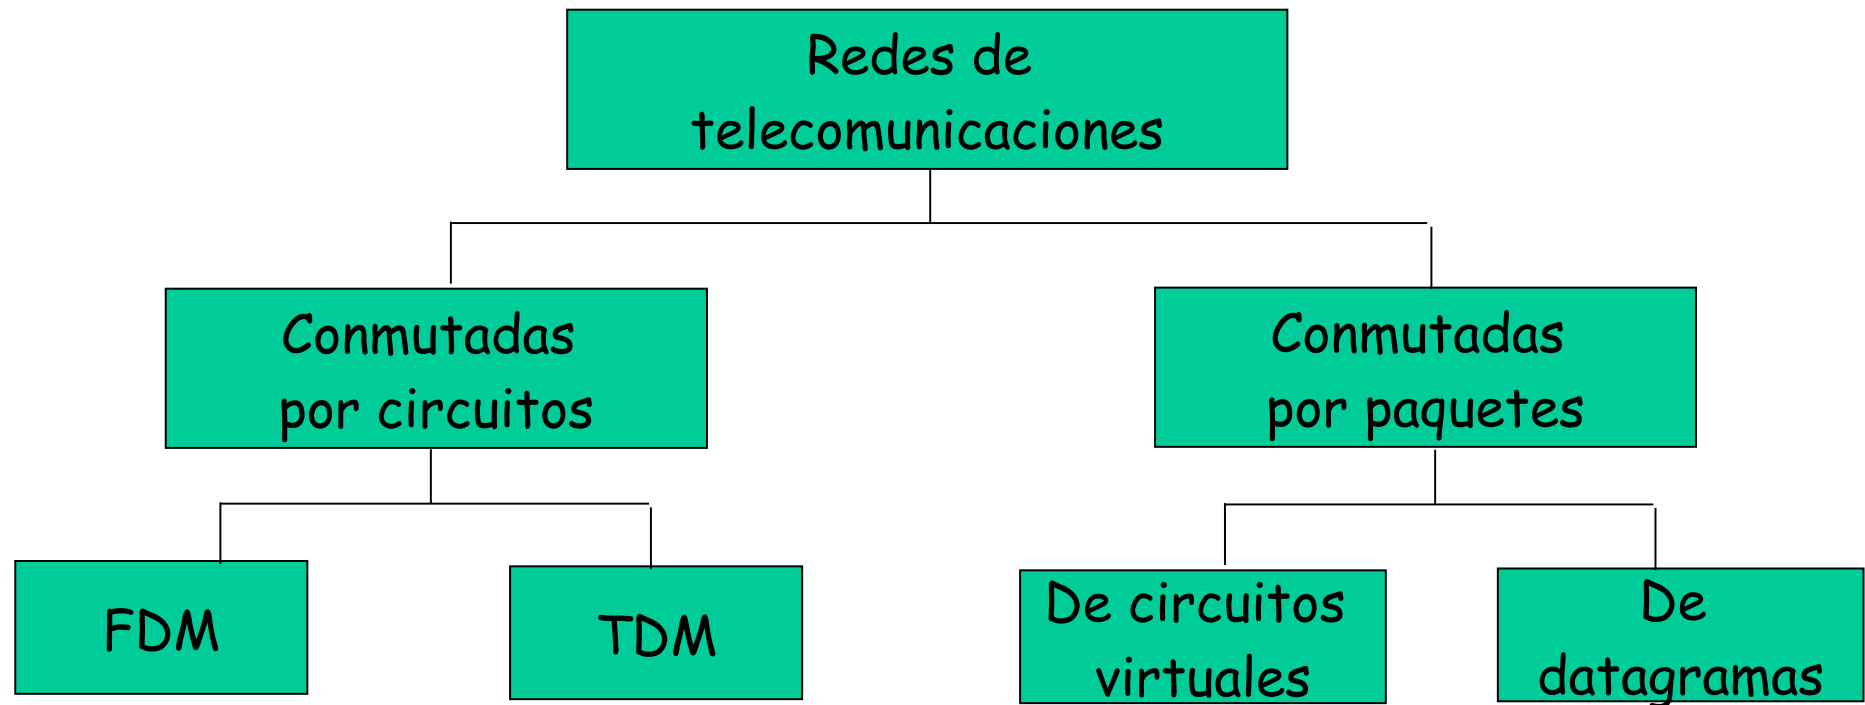 Redes de
telecomunicaciones
Conmutadas
por circuitos
Conmutadas
por paquetes
FDM
TDM
De circuitos
virtuales
De
datagramas